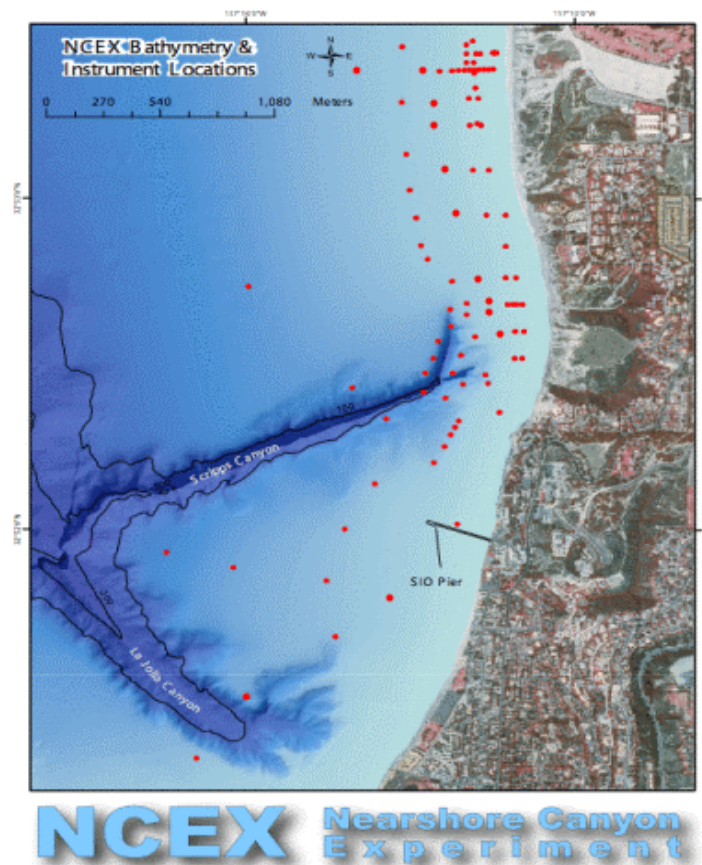 NCEX Bathymetry &
Instrument Locations
N
W E
S
0 270 540 1,080 Meters
100
Scripps Canyon
SIO Pier
200
La Jolla Canyon
NCEX Nearshore Canyon
Experiment